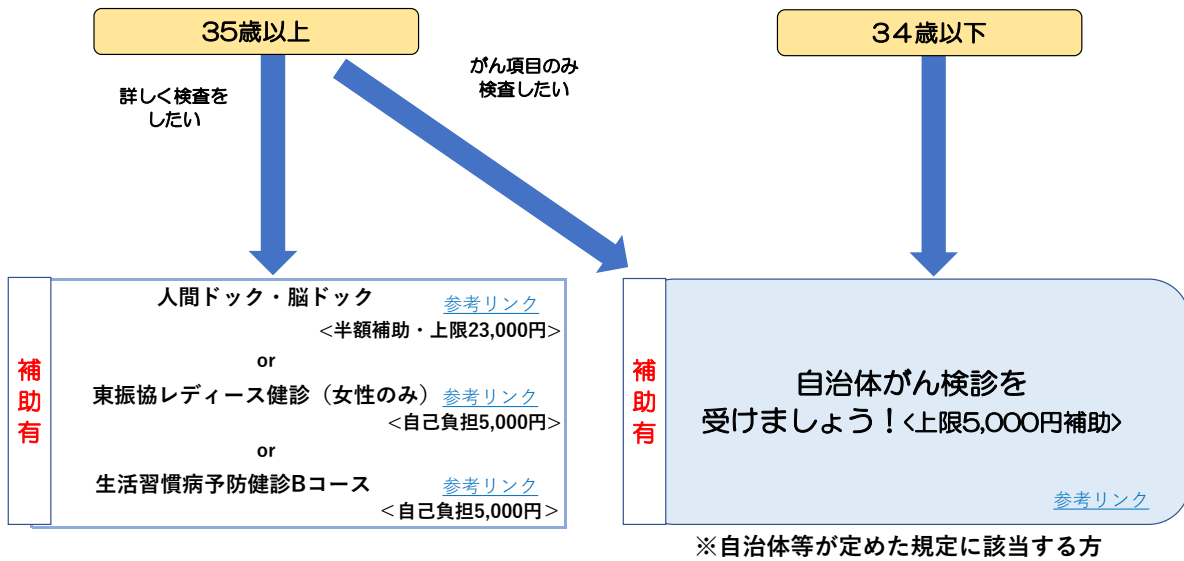 35歳以上
34歳以下
詳しく検査を
したい
がん項目のみ
検査したい
補助有
人間ドック・脳ドック 参考リンク
<半額補助・上限23,000円>
or
東振協レディース健診（女性のみ） 参考リンク
<自己負担5,000円>
or
生活習慣病予防健診Bコース 参考リンク
<自己負担5,000円>
補助有
自治体がん検診を
受けましょう！<上限5,000円補助>
参考リンク
※自治体等が定めた規定に該当する方